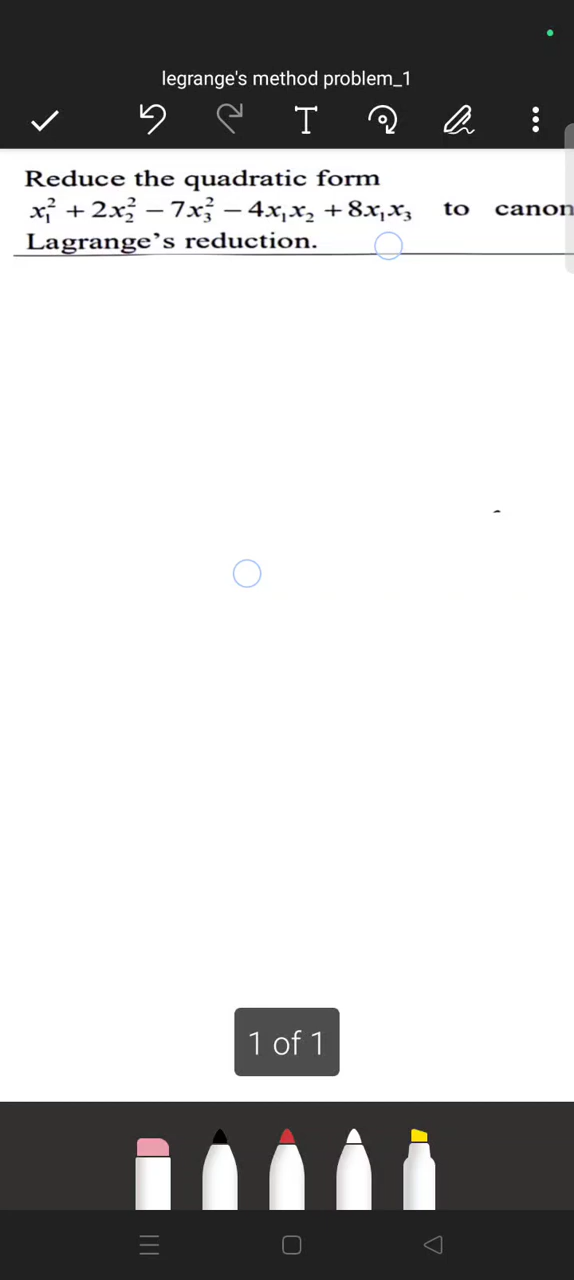 legrange's method problem_1
Reduce the quadratic form
x₁² + 2x₂² − 7x₃² − 4x₁x₂ + 8x₁x₃ to canon
Lagrange's reduction.
1 of 1